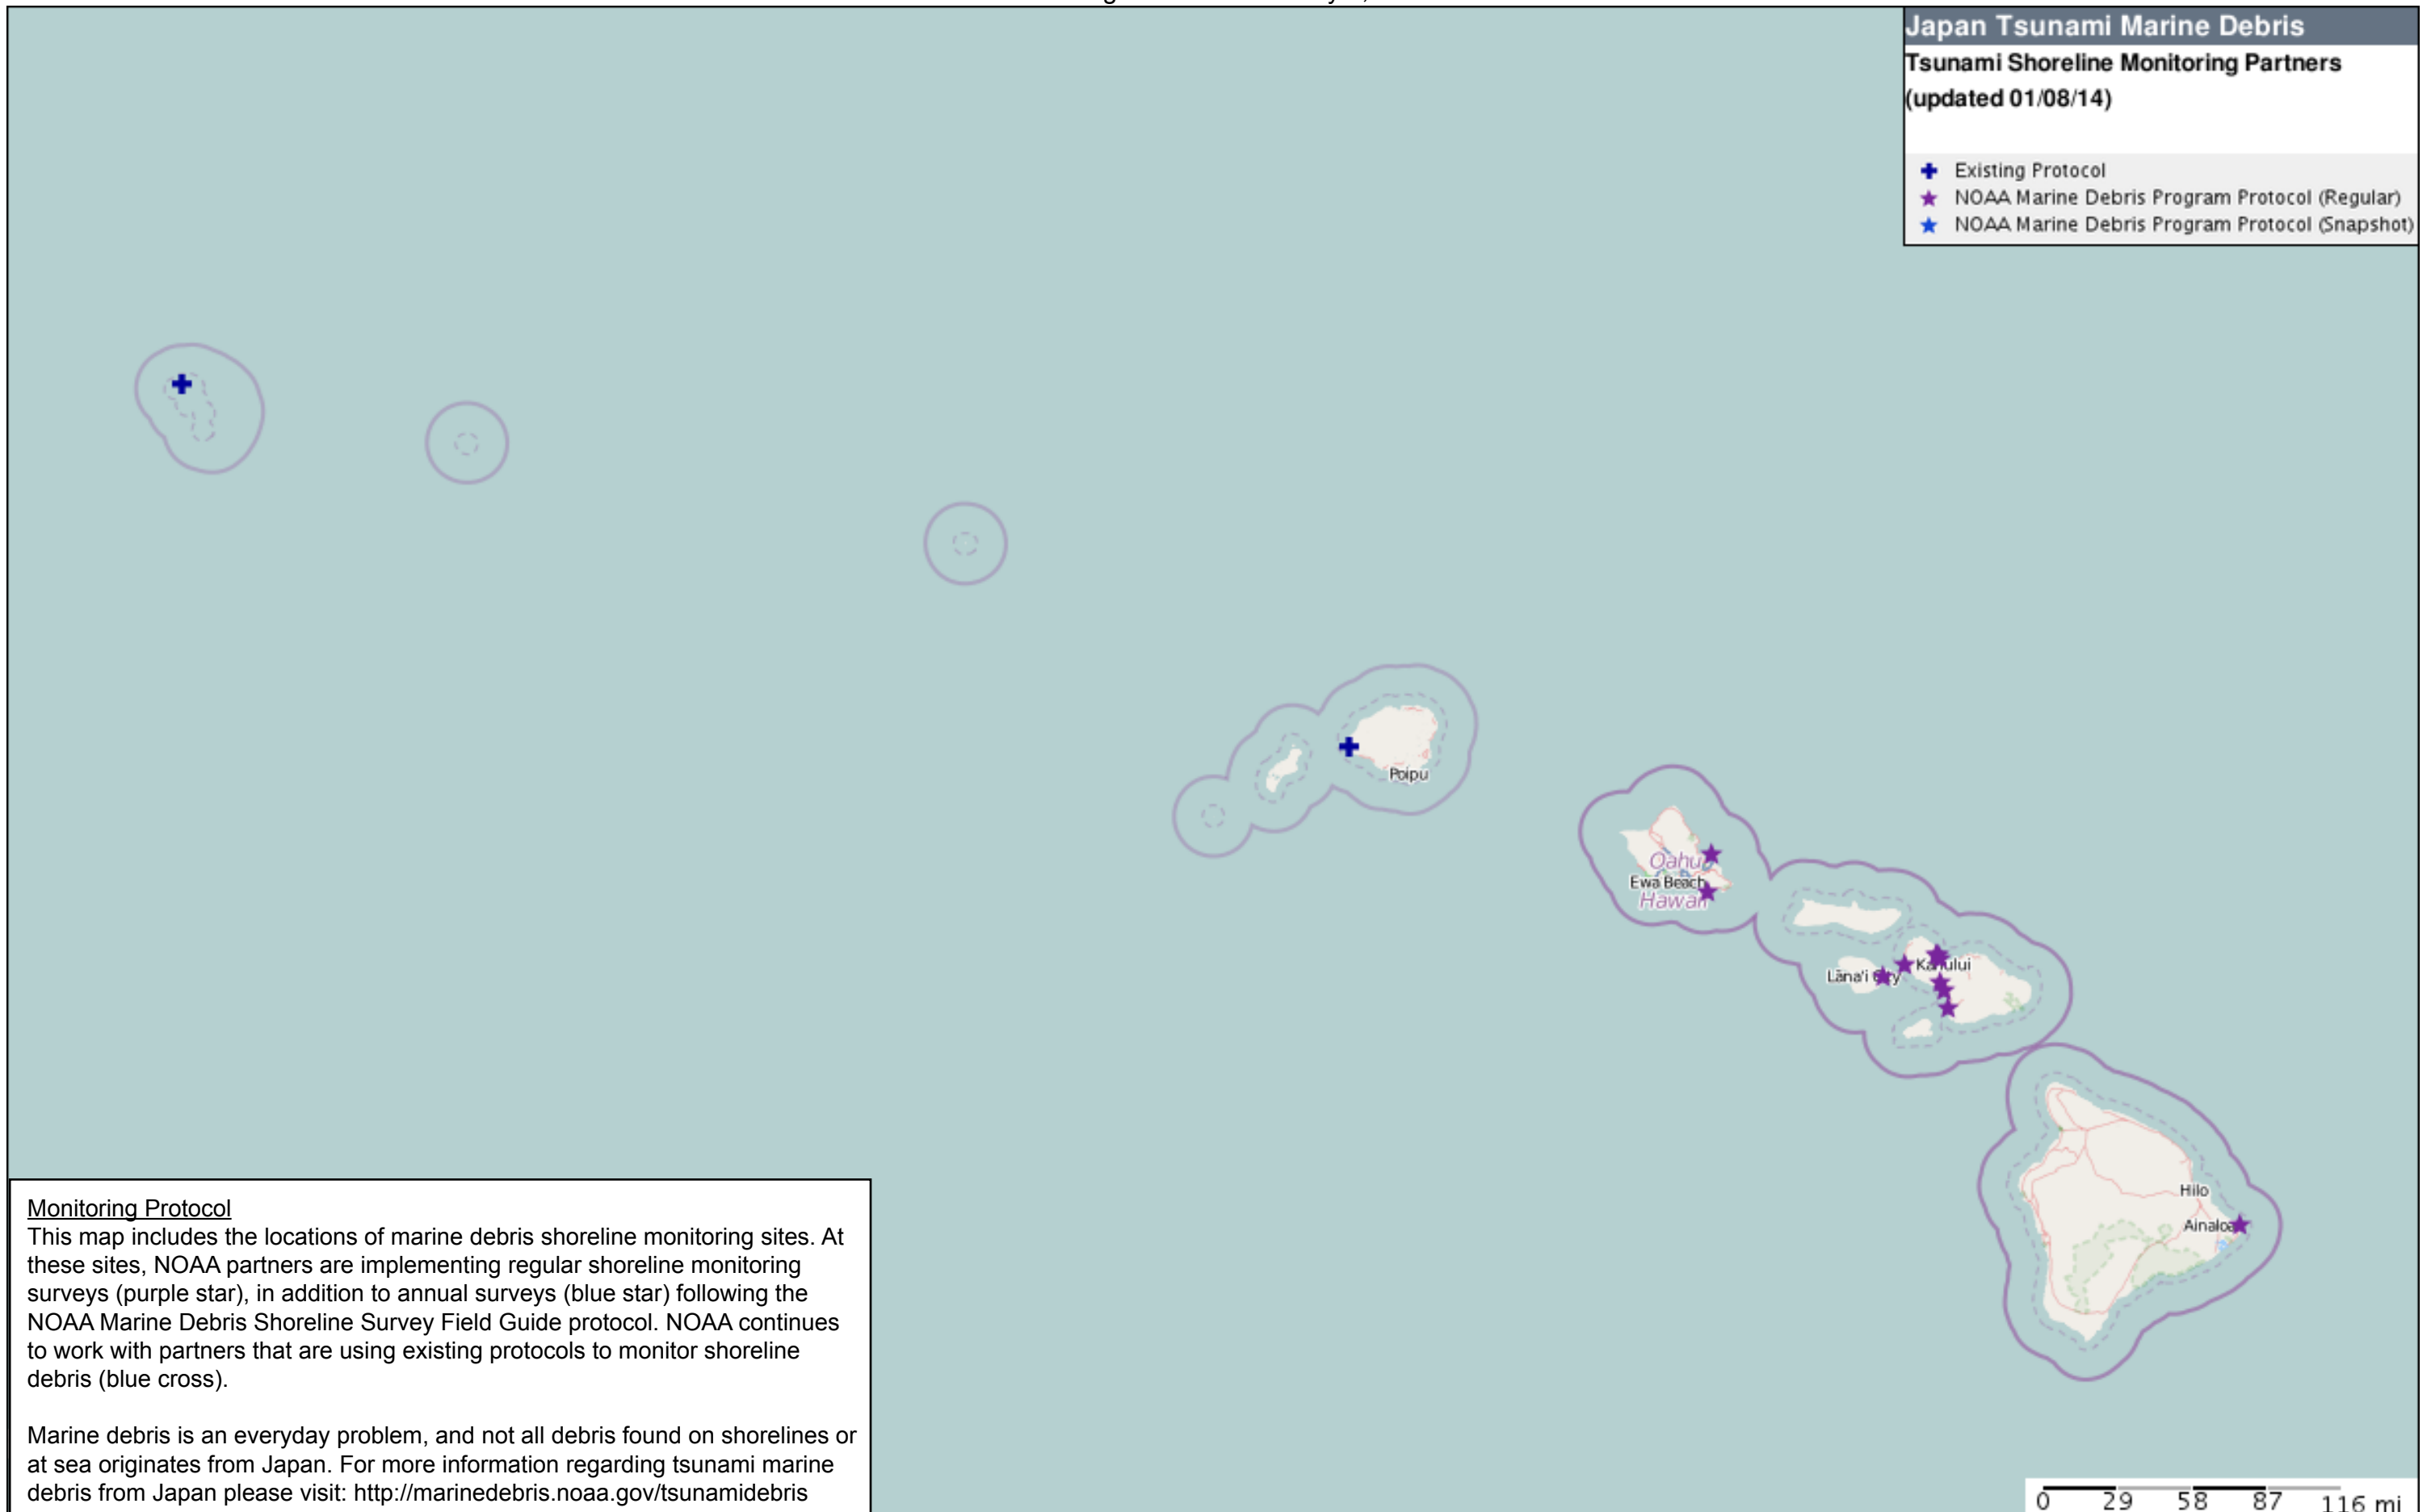 Japan Tsunami Marine Debris
Tsunami Shoreline Monitoring Partners
(updated 01/08/14)
Existing Protocol
NOAA Marine Debris Program Protocol (Regular)
NOAA Marine Debris Program Protocol (Snapshot)
Poipu
Oahu
Ewa Beach
Hawaii
Kahului
Lāna'i City
Hilo
Ainaloa
Monitoring Protocol
This map includes the locations of marine debris shoreline monitoring sites. At
these sites, NOAA partners are implementing regular shoreline monitoring
surveys (purple star), in addition to annual surveys (blue star) following the
NOAA Marine Debris Shoreline Survey Field Guide protocol. NOAA continues
to work with partners that are using existing protocols to monitor shoreline
debris (blue cross).
Marine debris is an everyday problem, and not all debris found on shorelines or
at sea originates from Japan. For more information regarding tsunami marine
debris from Japan please visit: http://marinedebris.noaa.gov/tsunamidebris
0 29 58 87 116 mi